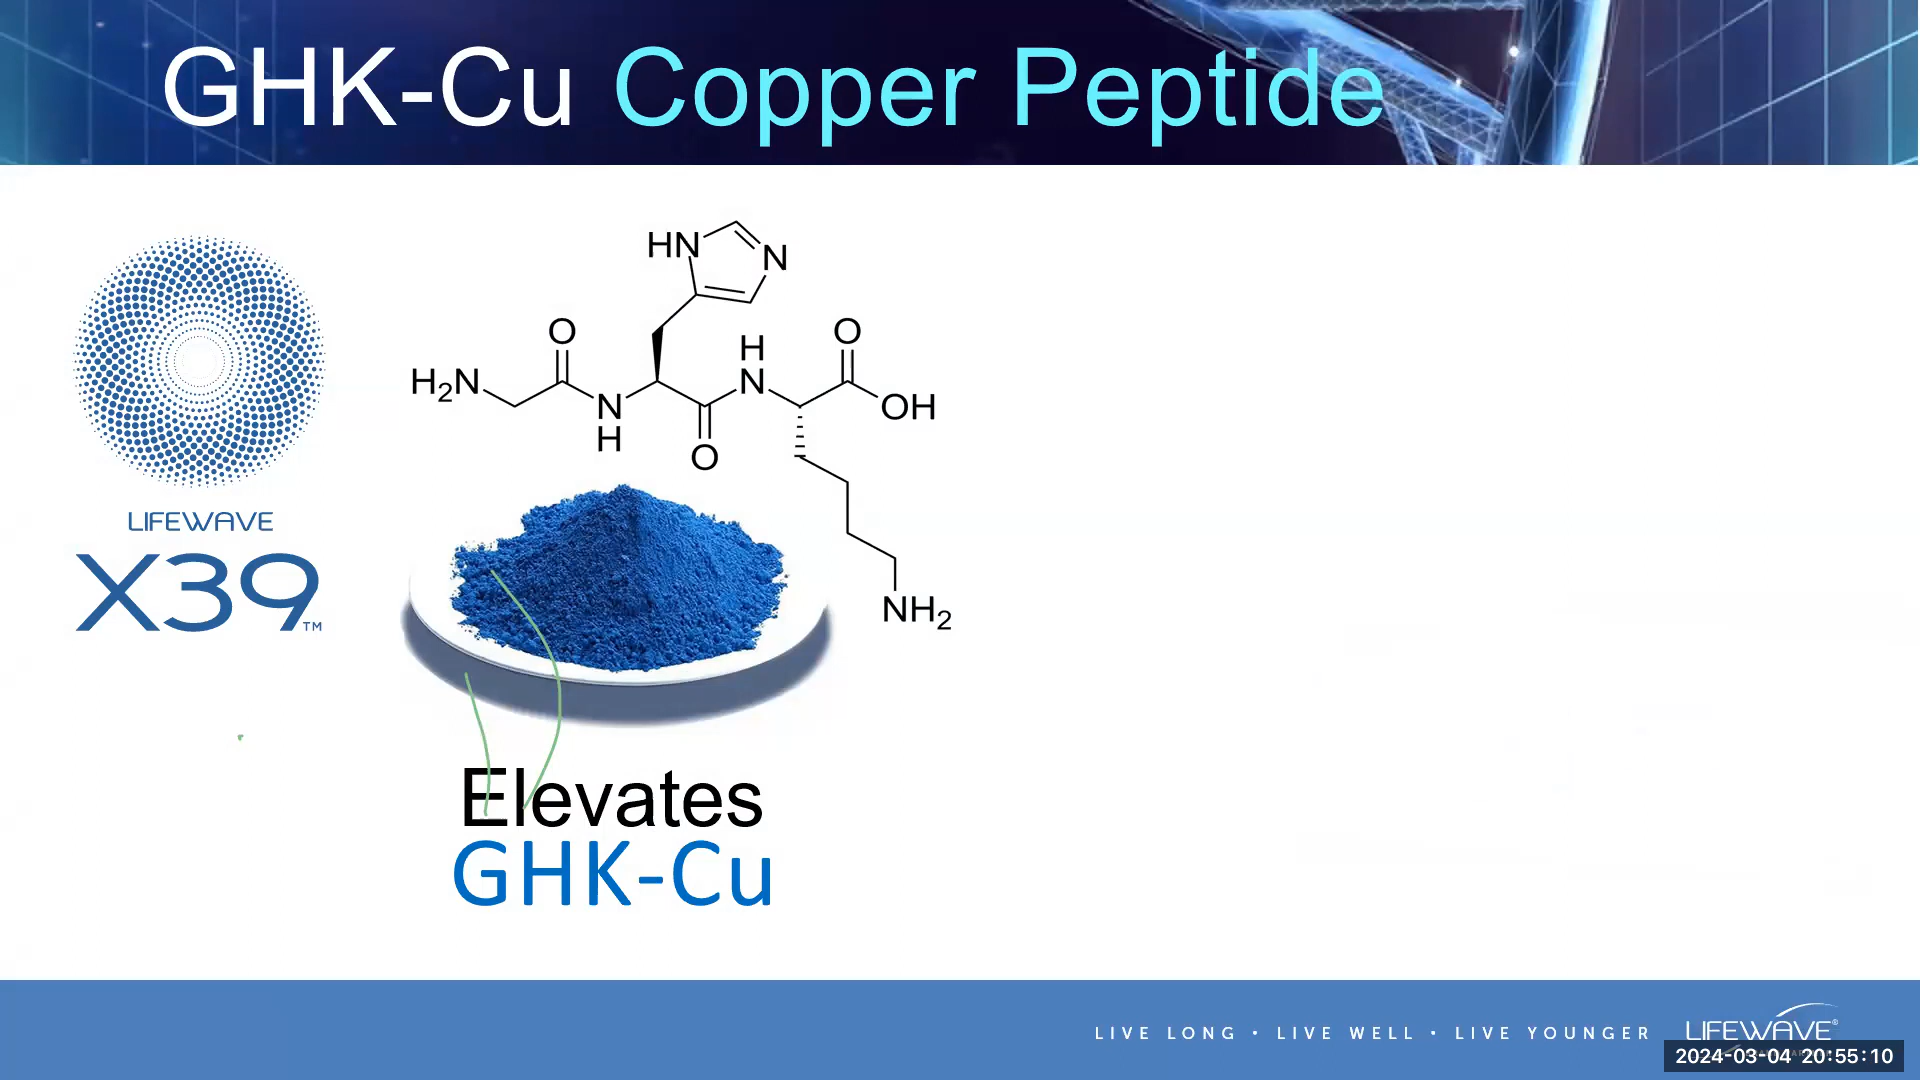 GHK-Cu Copper Peptide
HN
N
O
H
O
H₂N
N
H
N
OH
O
NH₂
LIFEWAVE
X39™
Elevates
GHK-Cu
LIVE LONG • LIVE WELL • LIVE YOUNGER
LIFEWAVE®
2024-03-04 20:55:10